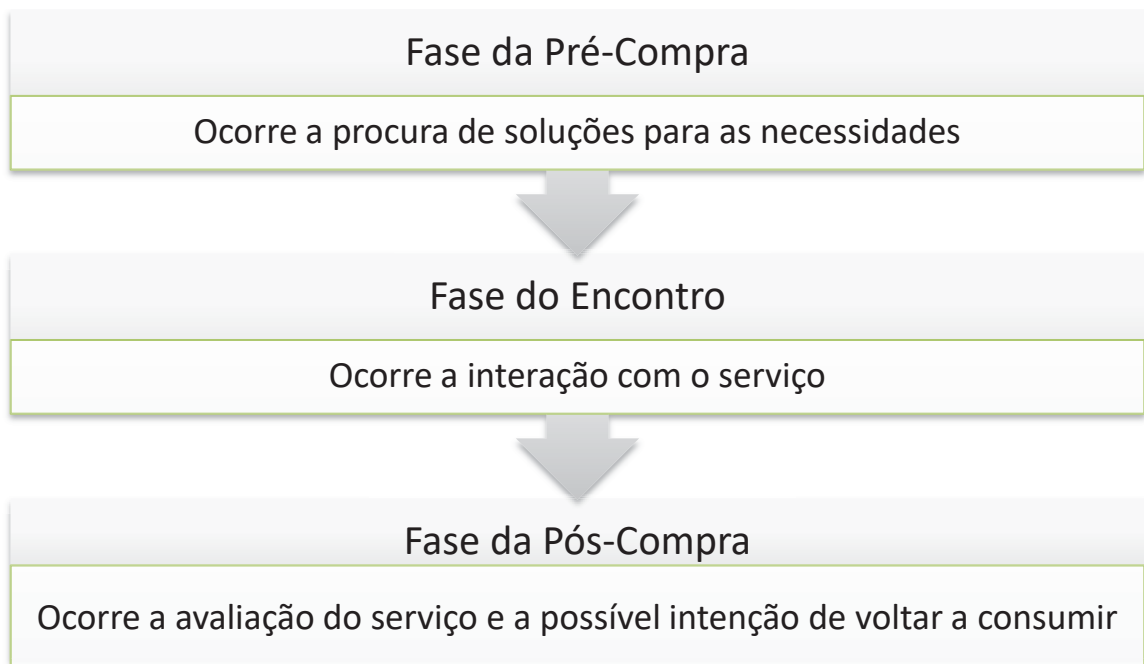 Fase da Pré-Compra
Ocorre a procura de soluções para as necessidades
Fase do Encontro
Ocorre a interação com o serviço
Fase da Pós-Compra
Ocorre a avaliação do serviço e a possível intenção de voltar a consumir